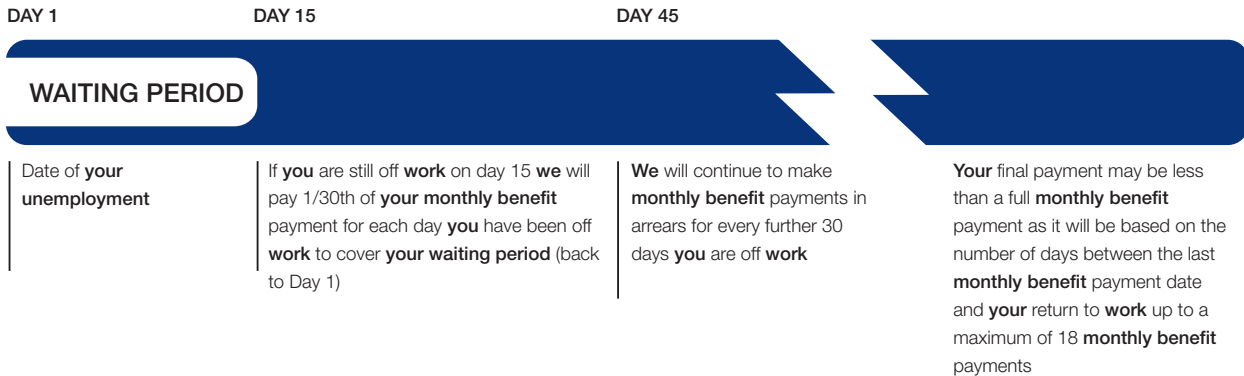 DAY 1
DAY 15
DAY 45
WAITING PERIOD
Date of your
unemployment
If you are still off work on day 15 we will
pay 1/30th of your monthly benefit
payment for each day you have been off
work to cover your waiting period (back
to Day 1)
We will continue to make
monthly benefit payments in
arrears for every further 30
days you are off work
Your final payment may be less
than a full monthly benefit
payment as it will be based on the
number of days between the last
monthly benefit payment date
and your return to work up to a
maximum of 18 monthly benefit
payments